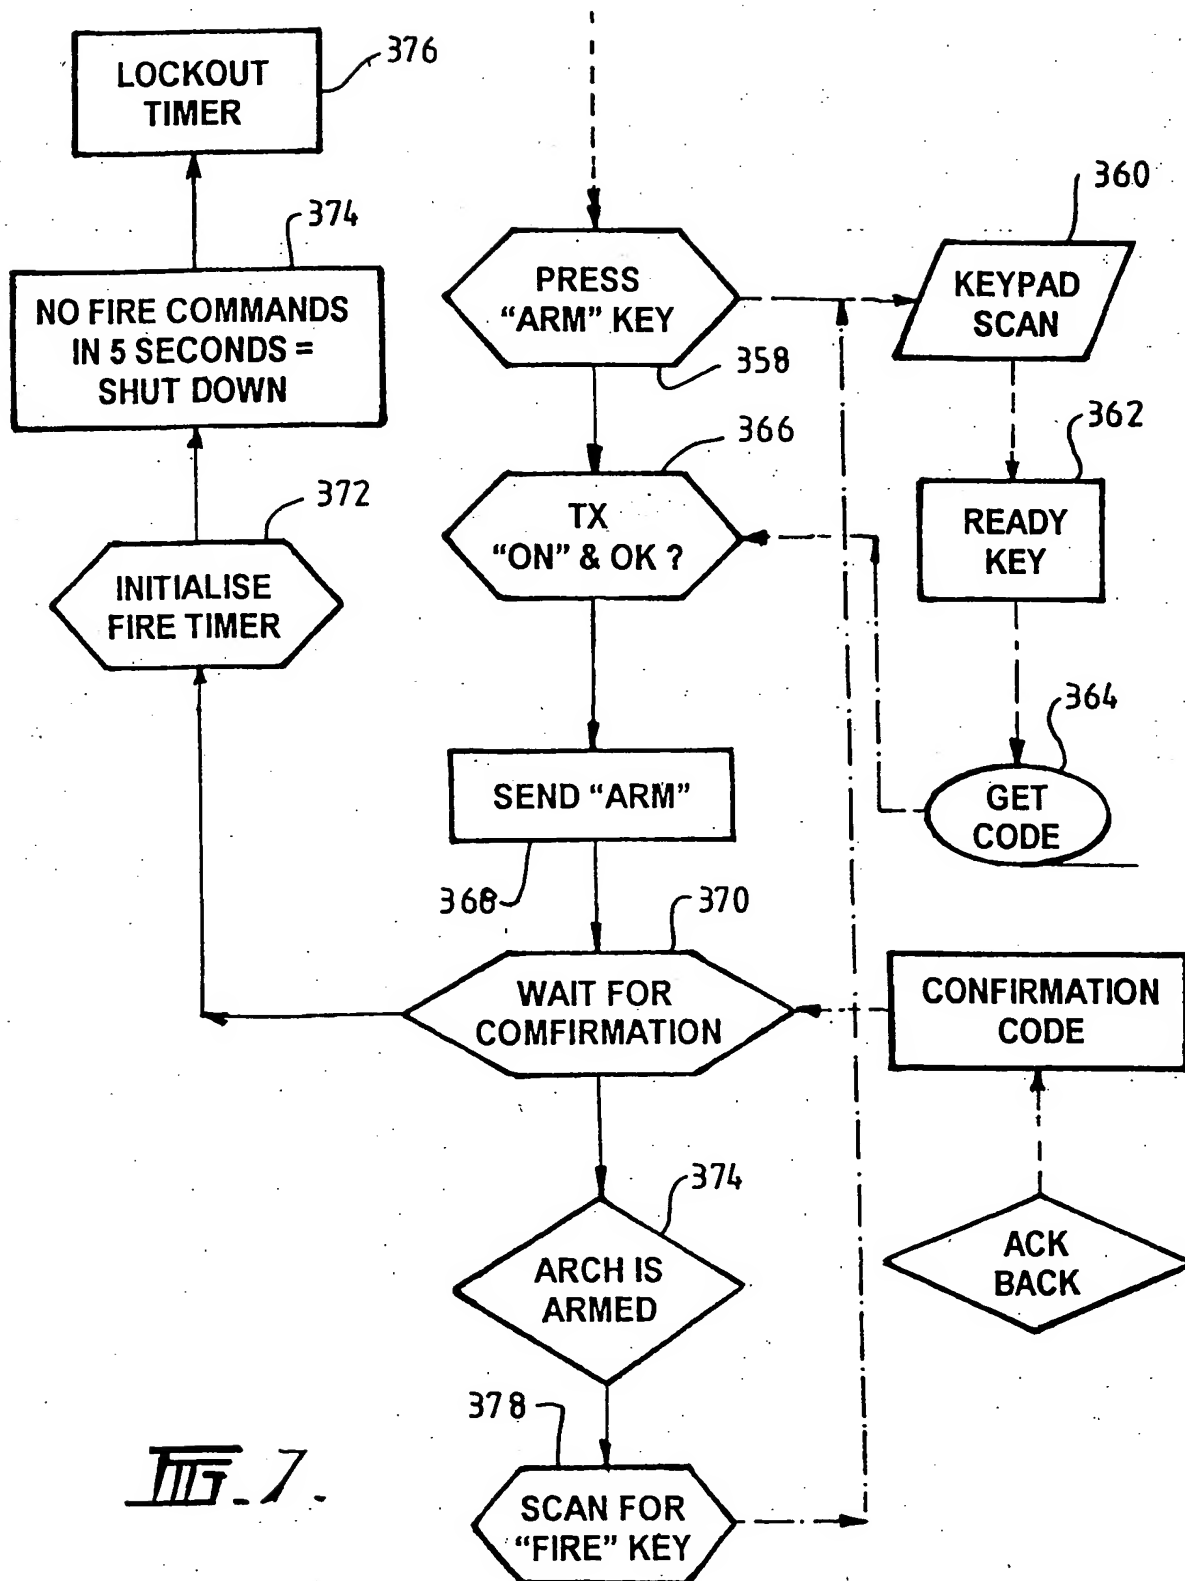 LOCKOUT
TIMER
376
374
NO FIRE COMMANDS
IN 5 SECONDS =
SHUT DOWN
372
INITIALISE
FIRE TIMER
PRESS
“ARM” KEY
358
360
KEYPAD
SCAN
366
TX
“ON” & OK ?
362
READY
KEY
364
GET
CODE
SEND “ARM”
368
370
WAIT FOR
COMFIRMATION
CONFIRMATION
CODE
374
ARCH IS
ARMED
ACK
BACK
378
SCAN FOR
“FIRE” KEY
FIG. 7.